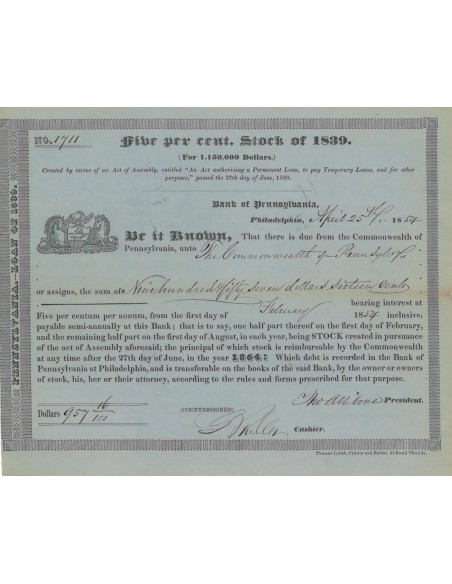 PENNSYLVANIA—LOAN OF 1839.
NO. 1711
Five per cent. Stock of 1839.
(For 1.150.000 Dollars.)
Created by virtue of an Act of Assembly, entitled "An Act authorizing a Permanent Loan, to pay Temporary Loans, and for other
purposes," passed the 27th day of June, 1839.
Bank of Pennsylvania,
Philadelphia, April 25th 1854
Be it Known, That there is due from the Commonwealth of
Pennsylvania, unto The Commonwealth of Pennsylva
or assigns, the sum of Nine hundred fifty seven dollars sixteen cents
bearing interest at
Five per centum per annum, from the first day of February 1854 inclusive,
payable semi-annually at this Bank; that is to say, one half part thereof on the first day of February,
and the remaining half part on the first day of August, in each year, being STOCK created in pursuance
of the act of Assembly aforesaid; the principal of which stock is reimbursable by the Commonwealth
at any time after the 27th day of June, in the year 1864: Which debt is recorded in the Bank of
Pennsylvania at Philadelphia, and is transferable on the books of the said Bank, by the owner or owners
of stock, his, her or their attorney, according to the rules and forms prescribed for that purpose.
Dollars 957 16/100
(COUNTERSIGNED)
Allibone President.
Cashier.
Thomas
Printer and Binder,
South Third St.